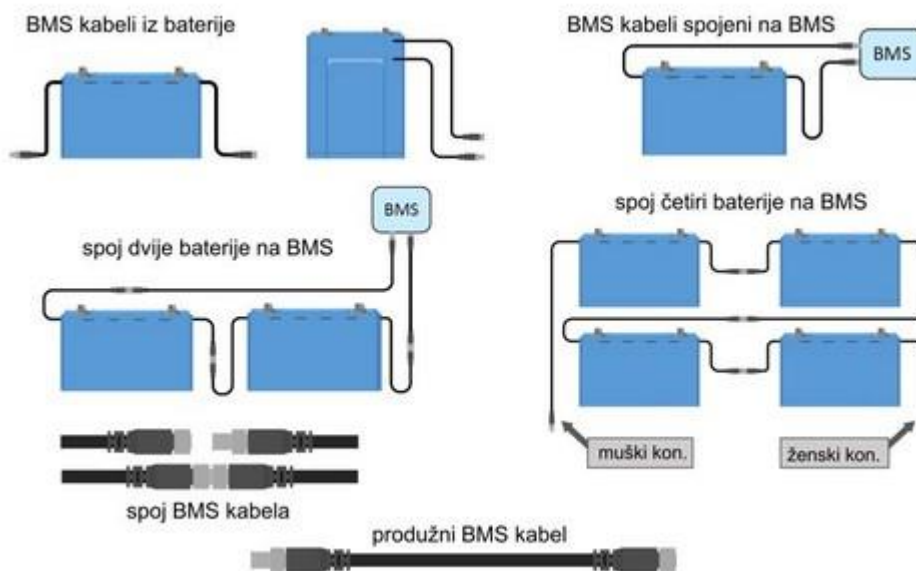 BMS kabeli iz baterije
BMS kabeli spojeni na BMS
BMS
BMS
spoj dvije baterije na BMS
spoj četiri baterije na BMS
muški kon.
ženski kon.
spoj BMS kabela
produžni BMS kabel